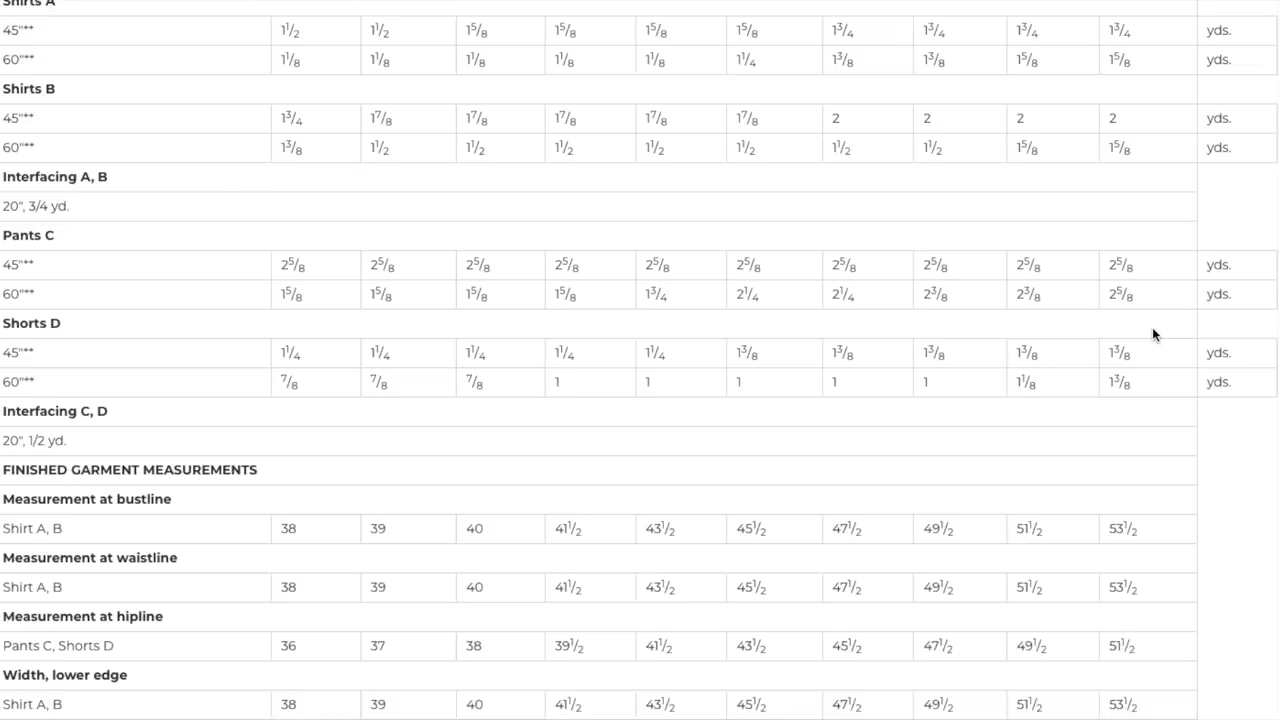 Shirts A
45"** 1 1/2 1 1/2 1 5/8 1 5/8 1 5/8 1 5/8 1 3/4 1 3/4 1 3/4 1 3/4 yds.
60"** 1 1/8 1 1/8 1 1/8 1 1/8 1 1/8 1 1/4 1 3/8 1 3/8 1 5/8 1 5/8 yds.
Shirts B
45"** 1 3/4 1 7/8 1 7/8 1 7/8 1 7/8 1 7/8 2 2 2 2 yds.
60"** 1 3/8 1 1/2 1 1/2 1 1/2 1 1/2 1 1/2 1 1/2 1 1/2 1 5/8 1 5/8 yds.
Interfacing A, B
20", 3/4 yd.
Pants C
45"** 2 5/8 2 5/8 2 5/8 2 5/8 2 5/8 2 5/8 2 5/8 2 5/8 2 5/8 2 5/8 yds.
60"** 1 5/8 1 5/8 1 5/8 1 5/8 1 3/4 2 1/4 2 1/4 2 3/8 2 3/8 2 5/8 yds.
Shorts D
45"** 1 1/4 1 1/4 1 1/4 1 1/4 1 1/4 1 3/8 1 3/8 1 3/8 1 3/8 1 3/8 yds.
60"** 7/8 7/8 7/8 1 1 1 1 1 1 1/8 1 3/8 yds.
Interfacing C, D
20", 1/2 yd.
FINISHED GARMENT MEASUREMENTS
Measurement at bustline
Shirt A, B 38 39 40 41 1/2 43 1/2 45 1/2 47 1/2 49 1/2 51 1/2 53 1/2
Measurement at waistline
Shirt A, B 38 39 40 41 1/2 43 1/2 45 1/2 47 1/2 49 1/2 51 1/2 53 1/2
Measurement at hipline
Pants C, Shorts D 36 37 38 39 1/2 41 1/2 43 1/2 45 1/2 47 1/2 49 1/2 51 1/2
Width, lower edge
Shirt A, B 38 39 40 41 1/2 43 1/2 45 1/2 47 1/2 49 1/2 51 1/2 53 1/2